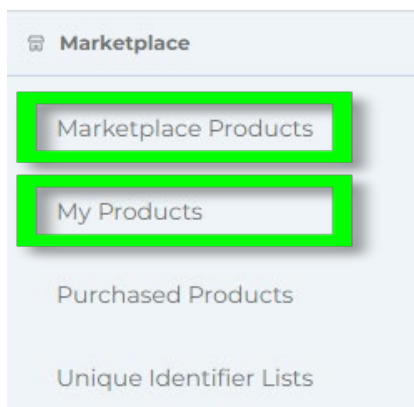 Marketplace
Marketplace Products
My Products
Purchased Products
Unique Identifier Lists